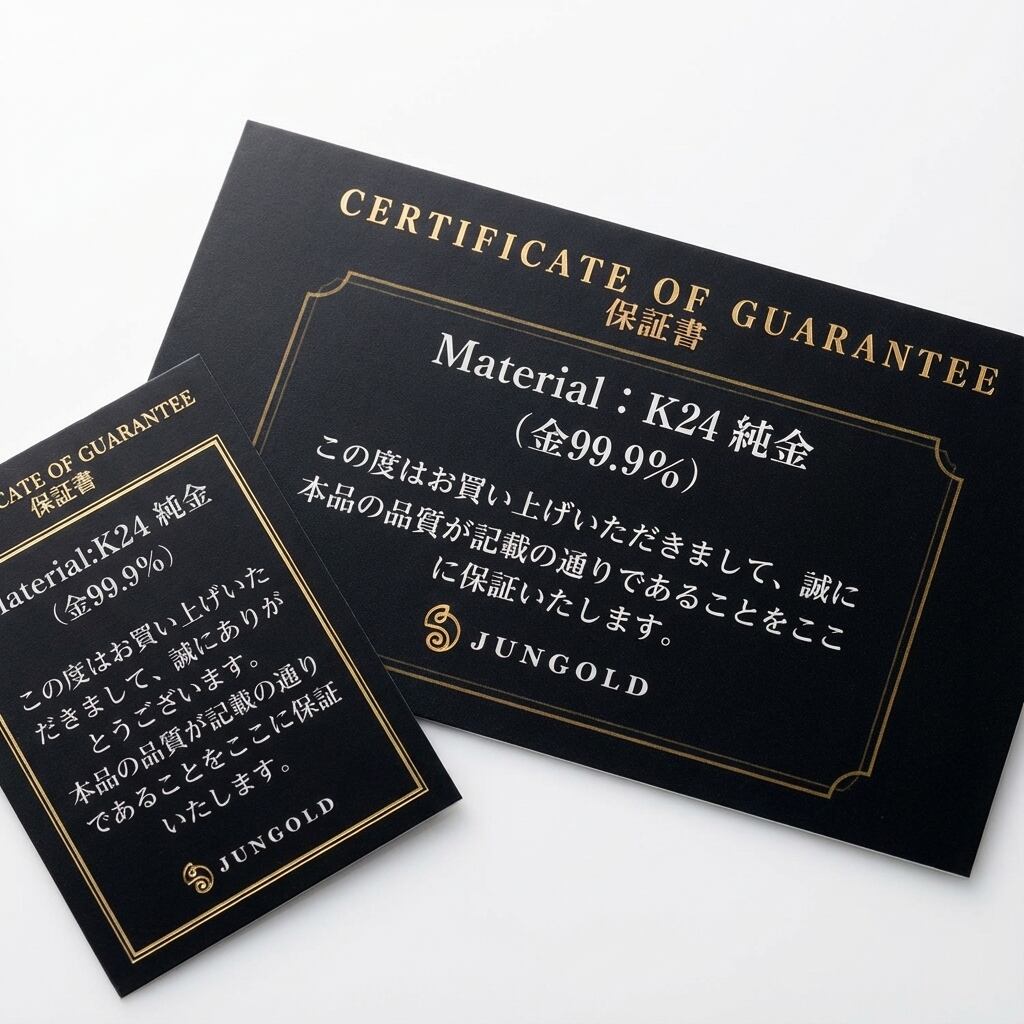 CERTIFICATE OF GUARANTEE
保証書
Material：K24 純金
（金99.9%）
この度はお買い上げいただきまして、誠に
本品の品質が記載の通りであることをここ
に保証いたします。
JUNGOLD
CATE OF GUARANTEE
保証書
Material:K24 純金
（金99.9%）
この度はお買い上げいた
だきまして、誠にありが
とうございます。
本品の品質が記載の通り
であることをここに保証
いたします。
JUNGOLD